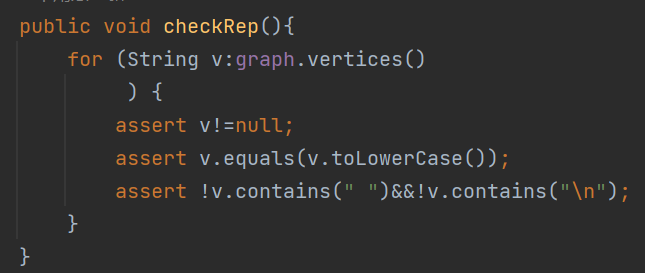 public void checkRep(){
for (String v:graph.vertices()
) {
assert v!=null;
assert v.equals(v.toLowerCase());
assert !v.contains(" ")&&!v.contains("\n");
}
}